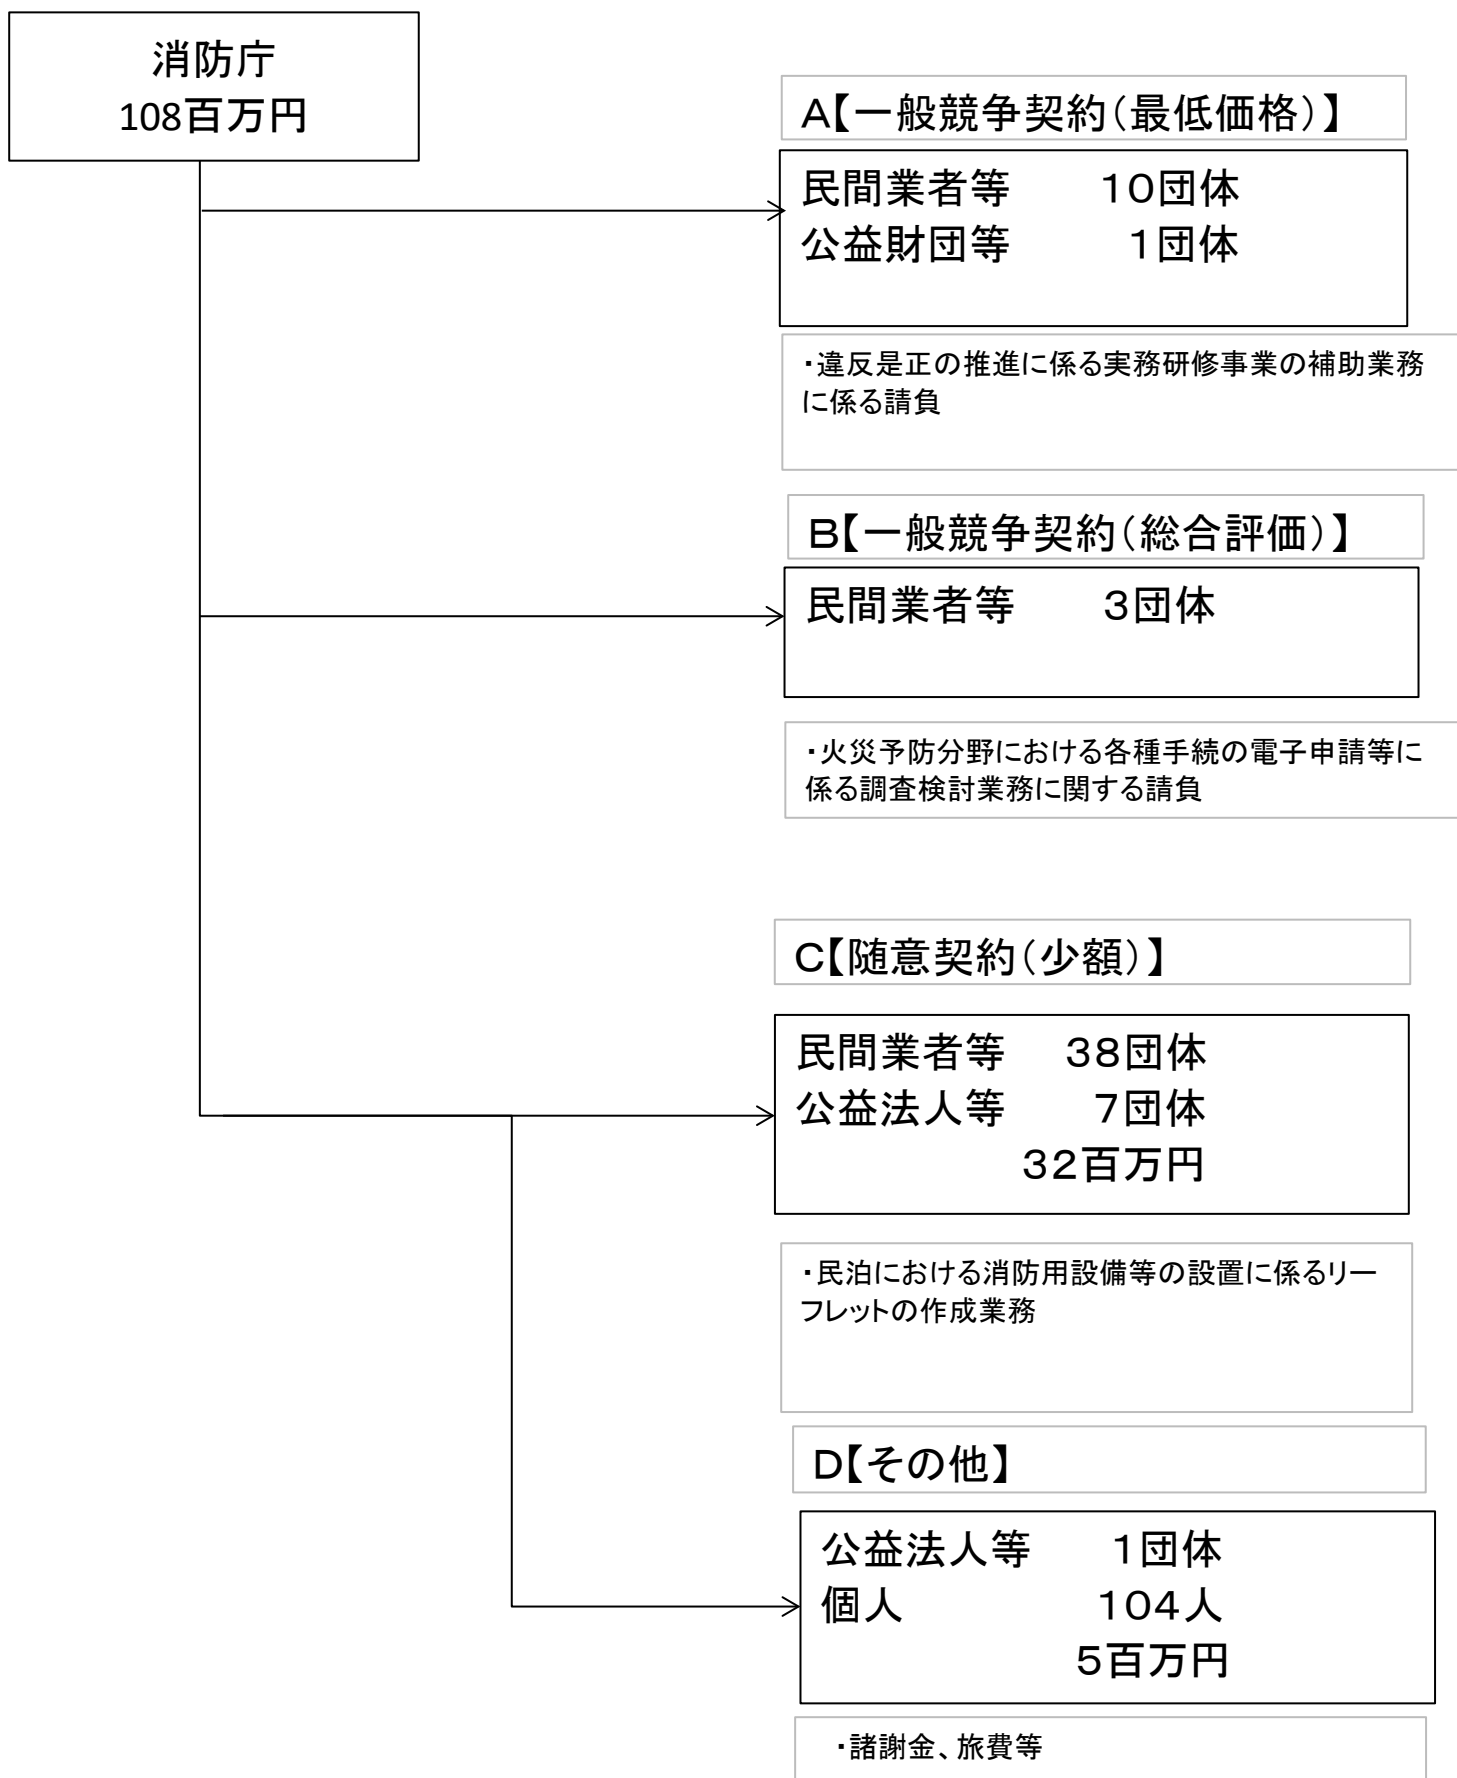 消防庁
108百万円
A【一般競争契約（最低価格）】
民間業者等　　10団体
公益財団等　　　1団体
・違反是正の推進に係る実務研修事業の補助業務
に係る請負
B【一般競争契約（総合評価）】
民間業者等　　3団体
・火災予防分野における各種手続の電子申請等に
係る調査検討業務に関する請負
C【随意契約（少額）】
民間業者等　38団体
公益法人等　　7団体
32百万円
・民泊における消防用設備等の設置に係るリー
フレットの作成業務
D【その他】
公益法人等　　1団体
個人　　　　　104人
5百万円
・諸謝金、旅費等